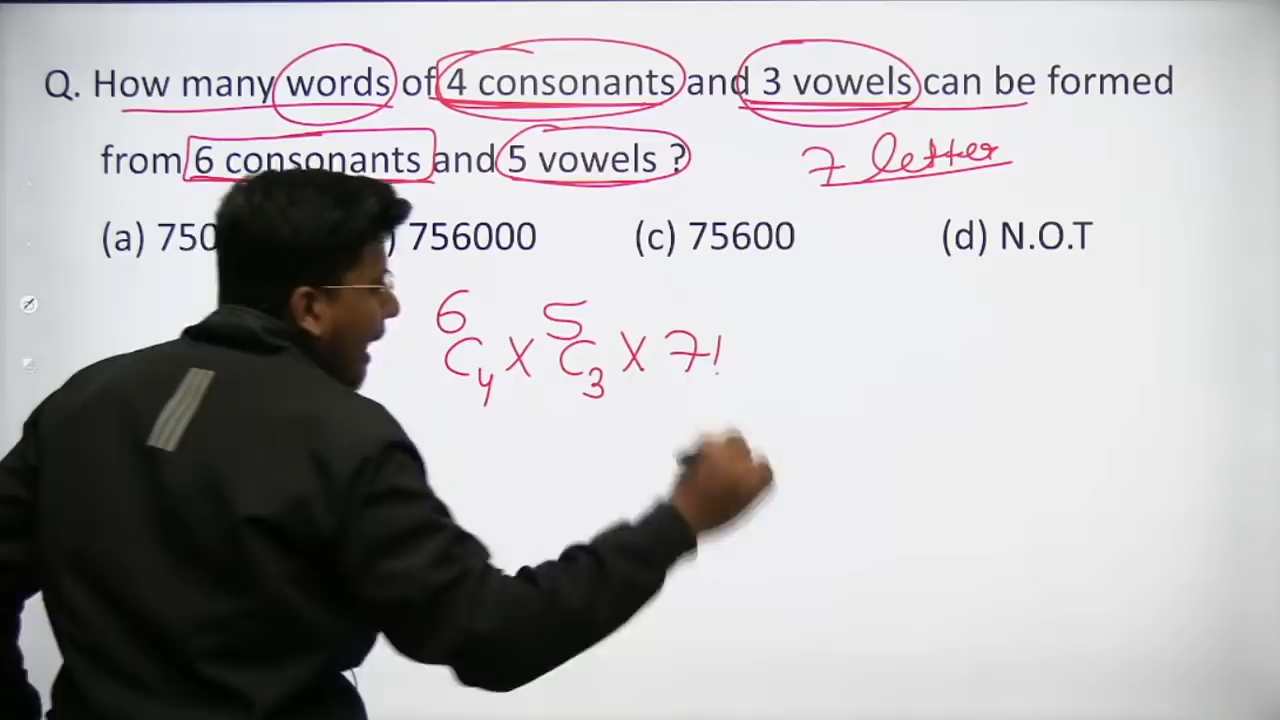 Q. How many words of 4 consonants and 3 vowels can be formed
from 6 consonants and 5 vowels ?
7 letter
(a) 750 ) 756000 (c) 75600 (d) N.O.T
6C4 X 5C3 X 7!